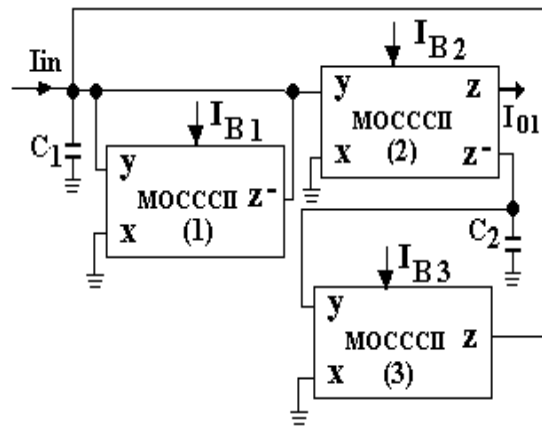 Iin
C1
IB1
y
MOCCCII
z-
x
(1)
IB2
y
z
MOCCCII
I01
x
(2)
z-
C2
IB3
y
MOCCCII
z
x
(3)